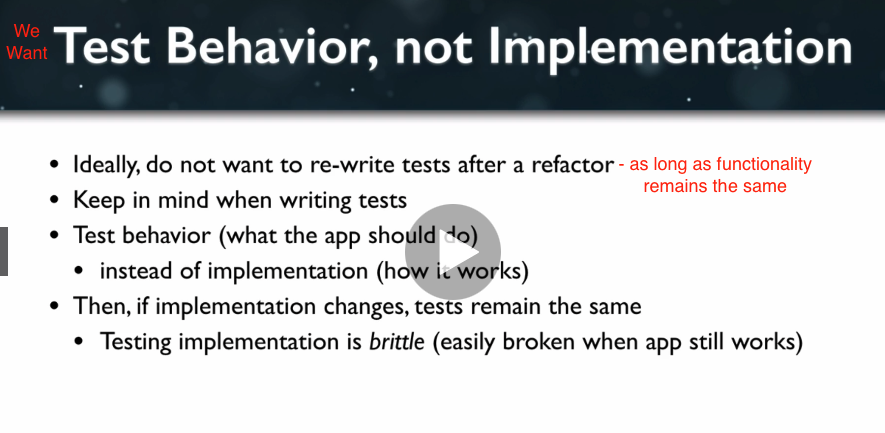 We
Want
Test Behavior, not Implementation
• Ideally, do not want to re-write tests after a refactor - as long as functionality
remains the same
• Keep in mind when writing tests
• Test behavior (what the app should do)
• instead of implementation (how it works)
• Then, if implementation changes, tests remain the same
• Testing implementation is brittle (easily broken when app still works)